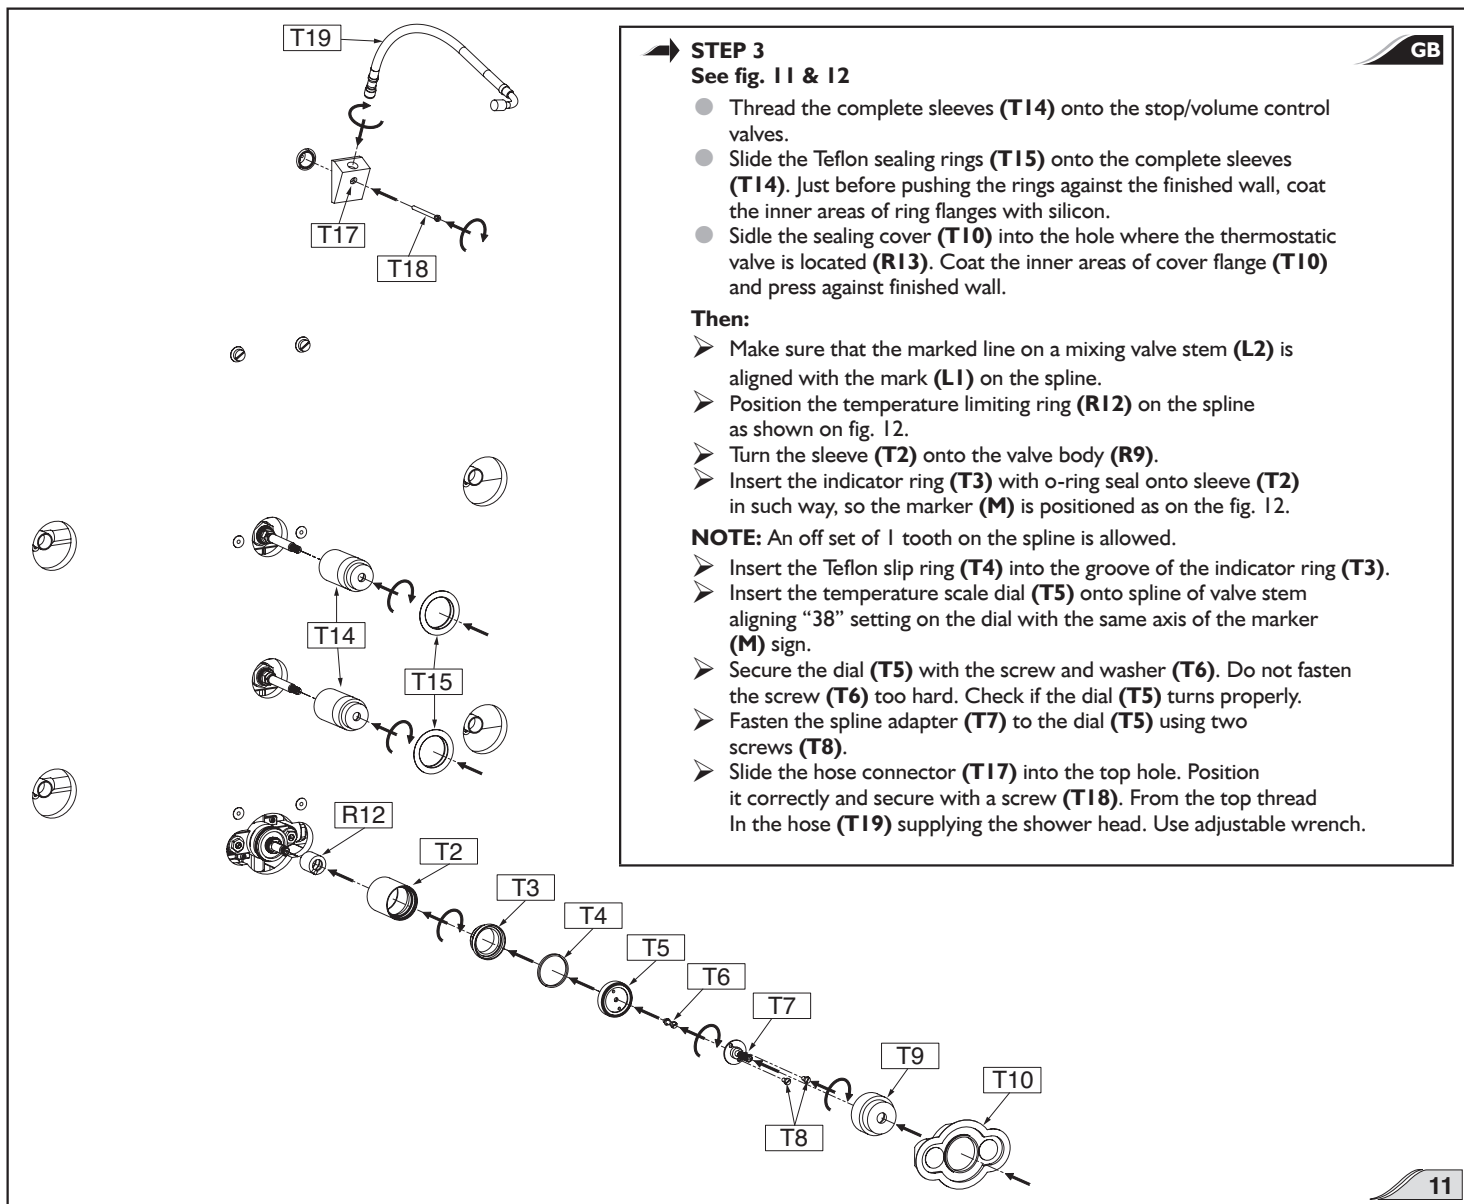 T19
T17
T18
T14
T15
R12
T2
T3
T4
T5
T6
T7
T8
T9
T10
GB
STEP 3
See fig. 11 & 12
Thread the complete sleeves (T14) onto the stop/volume control
valves.
Slide the Teflon sealing rings (T15) onto the complete sleeves
(T14). Just before pushing the rings against the finished wall, coat
the inner areas of ring flanges with silicon.
Sidle the sealing cover (T10) into the hole where the thermostatic
valve is located (R13). Coat the inner areas of cover flange (T10)
and press against finished wall.
Then:
Make sure that the marked line on a mixing valve stem (L2) is
aligned with the mark (L1) on the spline.
Position the temperature limiting ring (R12) on the spline
as shown on fig. 12.
Turn the sleeve (T2) onto the valve body (R9).
Insert the indicator ring (T3) with o-ring seal onto sleeve (T2)
in such way, so the marker (M) is positioned as on the fig. 12.
NOTE: An off set of 1 tooth on the spline is allowed.
Insert the Teflon slip ring (T4) into the groove of the indicator ring (T3).
Insert the temperature scale dial (T5) onto spline of valve stem
aligning “38” setting on the dial with the same axis of the marker
(M) sign.
Secure the dial (T5) with the screw and washer (T6). Do not fasten
the screw (T6) too hard. Check if the dial (T5) turns properly.
Fasten the spline adapter (T7) to the dial (T5) using two
screws (T8).
Slide the hose connector (T17) into the top hole. Position
it correctly and secure with a screw (T18). From the top thread
In the hose (T19) supplying the shower head. Use adjustable wrench.
11